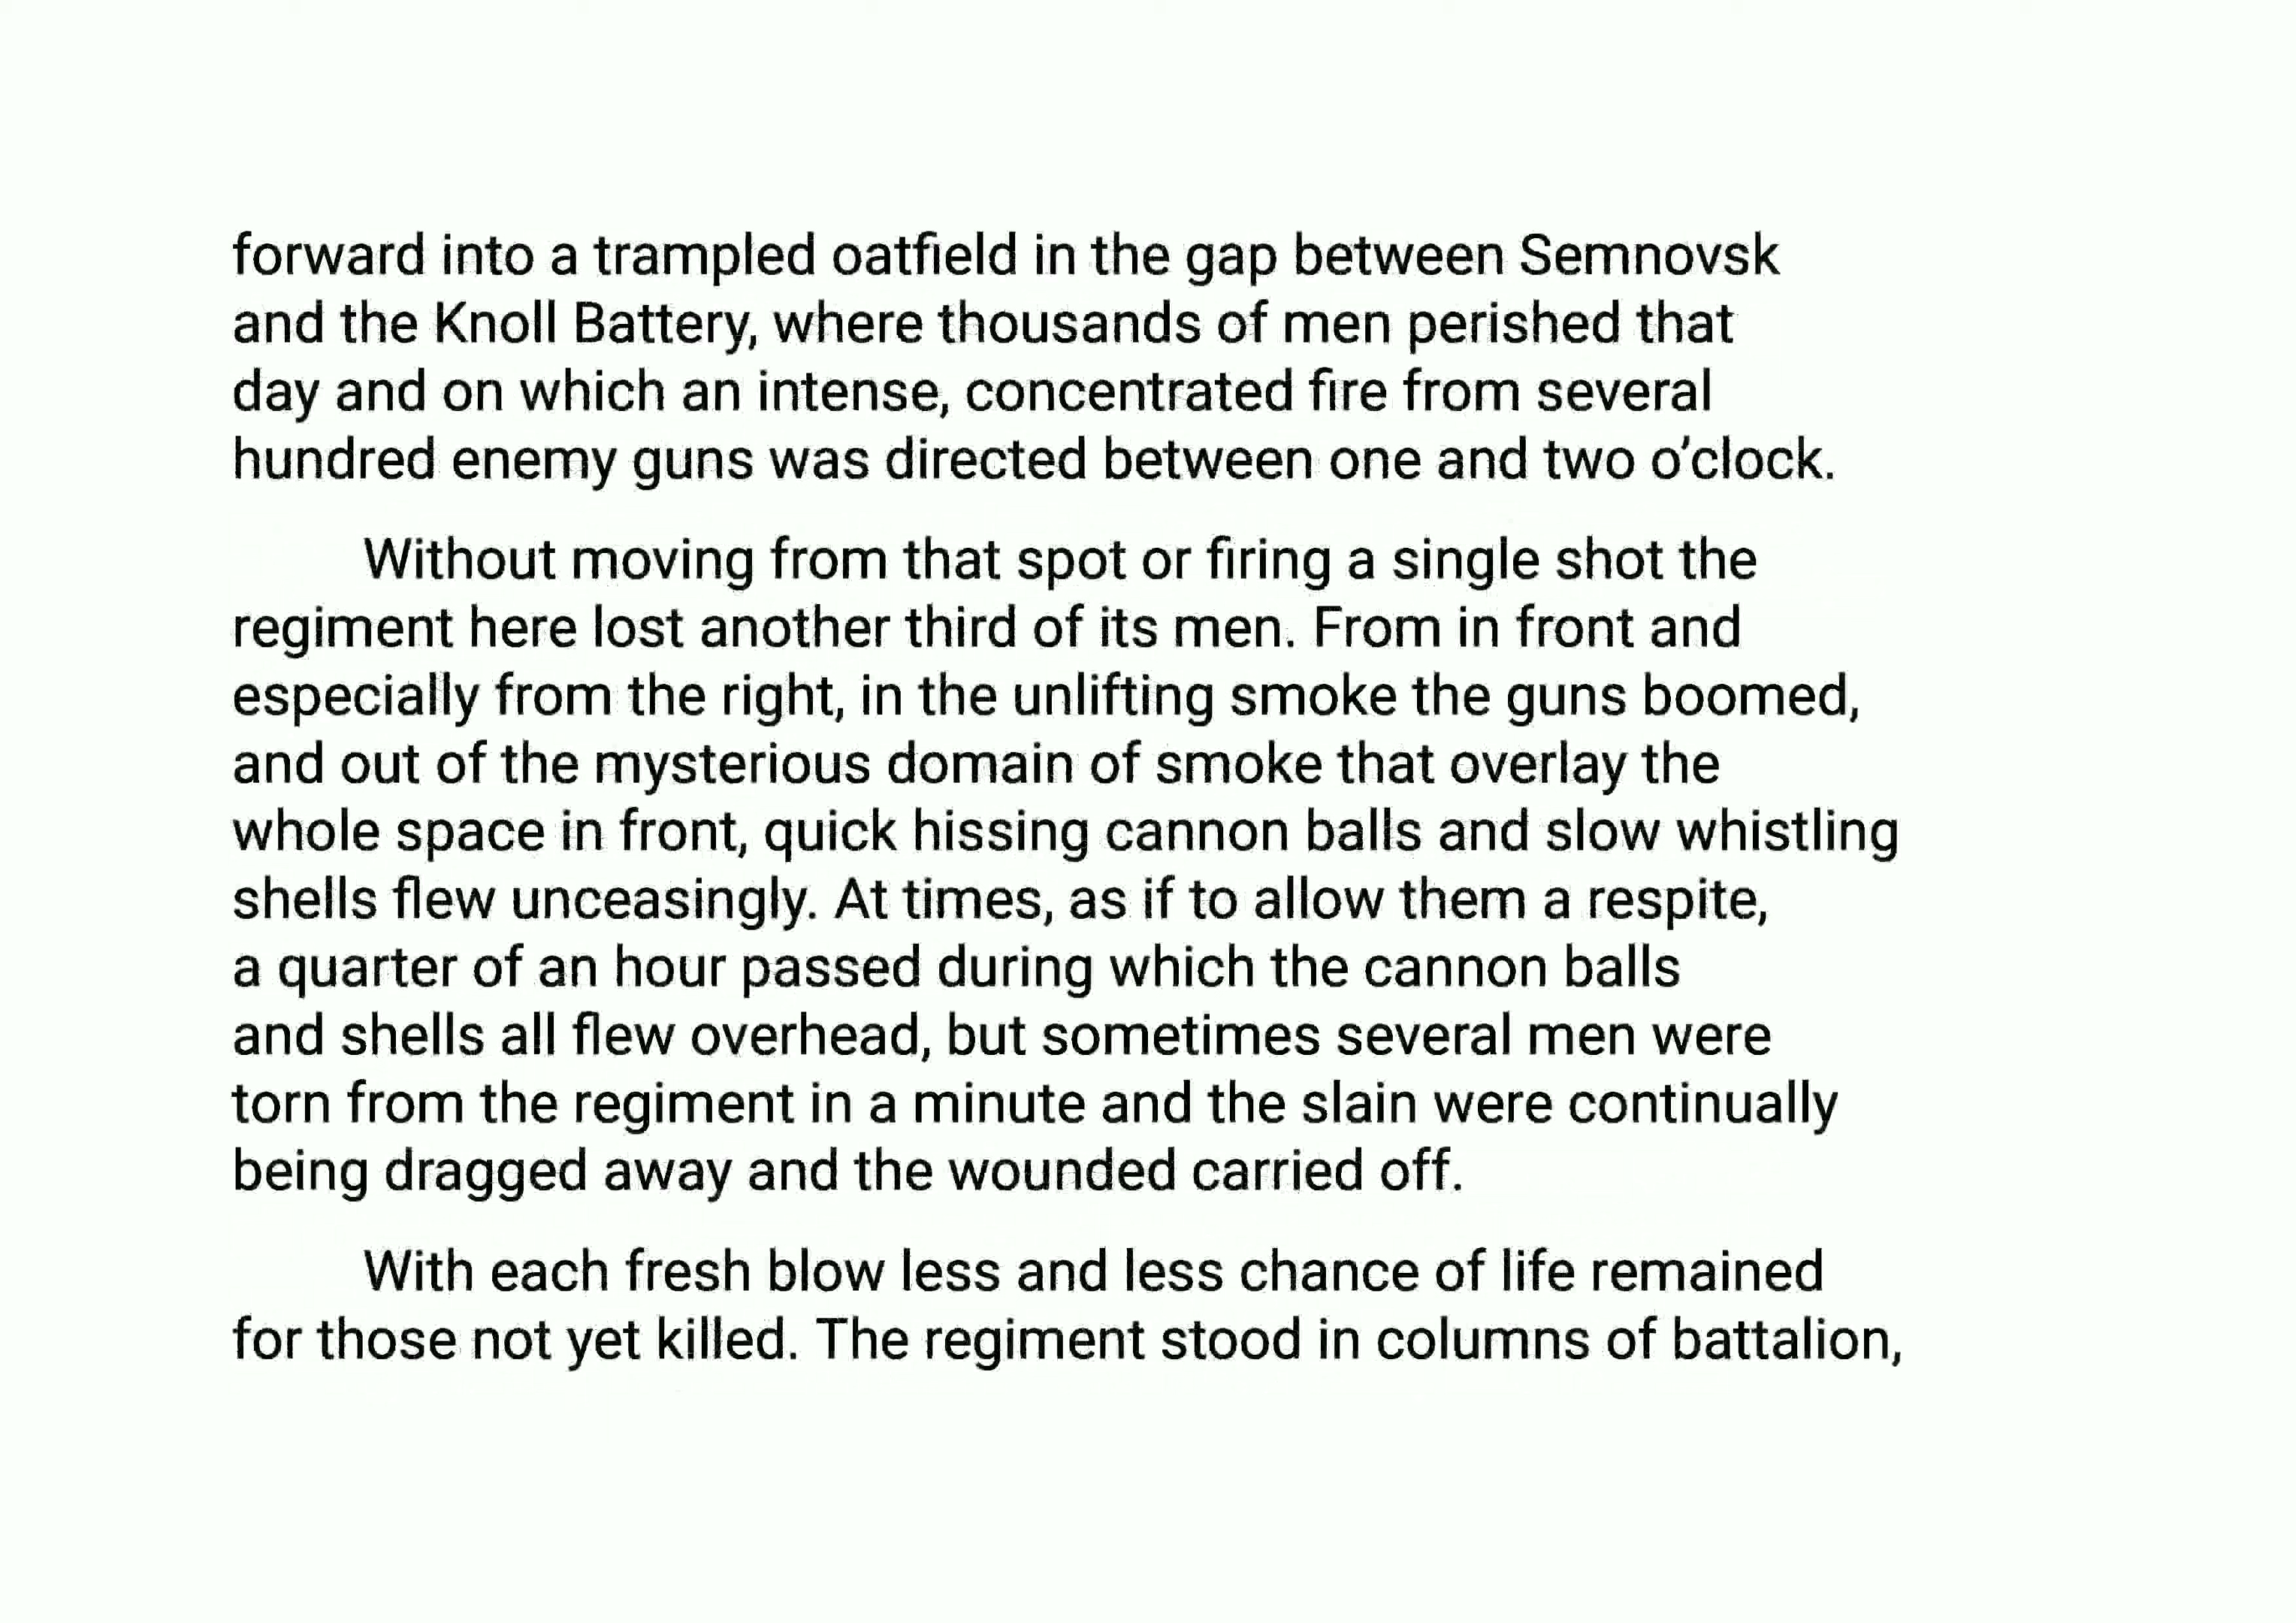 forward into a trampled oatfield in the gap between Semnovsk
and the Knoll Battery, where thousands of men perished that
day and on which an intense, concentrated fire from several
hundred enemy guns was directed between one and two o’clock.
Without moving from that spot or firing a single shot the
regiment here lost another third of its men. From in front and
especially from the right, in the unlifting smoke the guns boomed,
and out of the mysterious domain of smoke that overlay the
whole space in front, quick hissing cannon balls and slow whistling
shells flew unceasingly. At times, as if to allow them a respite,
a quarter of an hour passed during which the cannon balls
and shells all flew overhead, but sometimes several men were
torn from the regiment in a minute and the slain were continually
being dragged away and the wounded carried off.
With each fresh blow less and less chance of life remained
for those not yet killed. The regiment stood in columns of battalion,